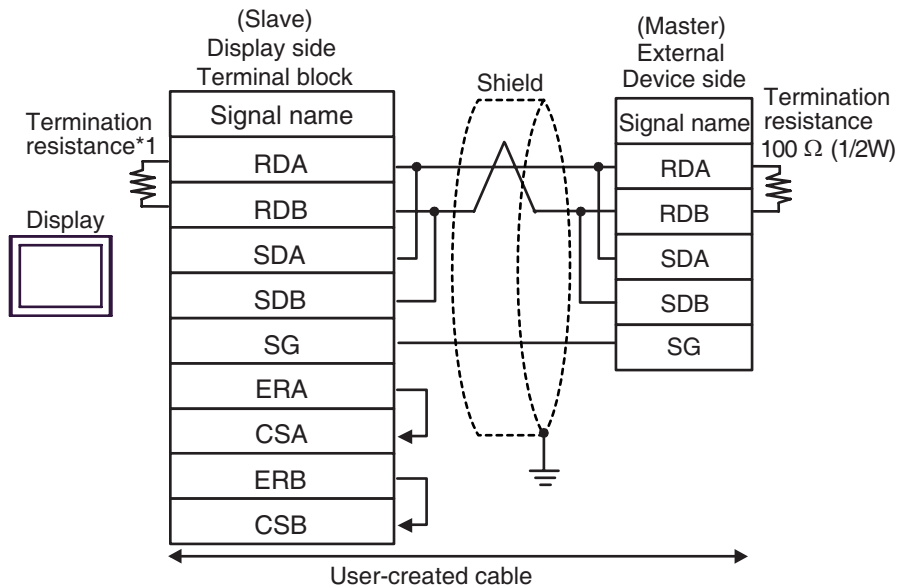 (Slave)
Display side
Terminal block
(Master)
External
Device side
Shield
Termination
resistance*1
Termination
resistance
100 Ω (1/2W)
Display
Signal name
RDA
RDB
SDA
SDB
SG
ERA
CSA
ERB
CSB
Signal name
RDA
RDB
SDA
SDB
SG
User-created cable